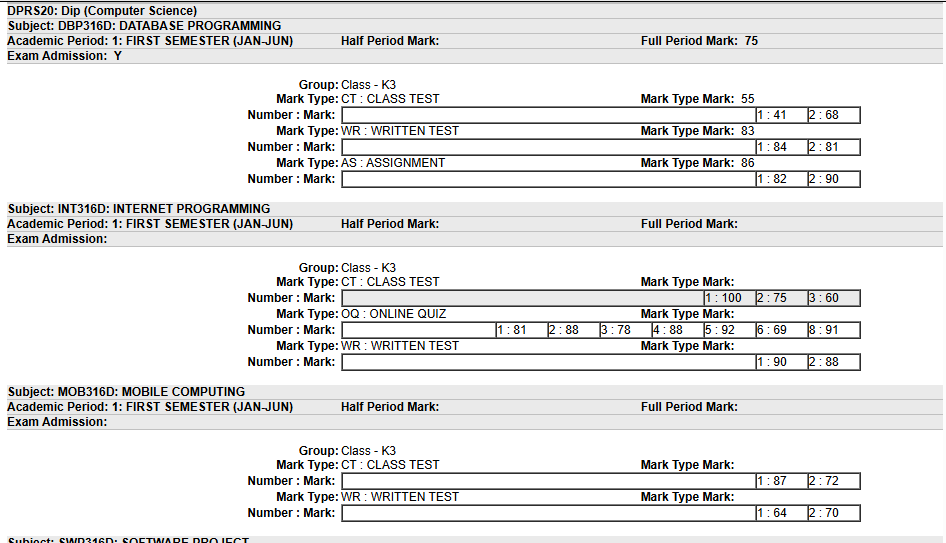 DPRS20: Dip (Computer Science)
Subject: DBP316D: DATABASE PROGRAMMING
Academic Period: 1: FIRST SEMESTER (JAN-JUN) Half Period Mark: Full Period Mark: 75
Exam Admission: Y
Group: Class - K3
Mark Type: CT : CLASS TEST Mark Type Mark: 55
Number : Mark: 1 : 41 2 : 68
Mark Type: WR : WRITTEN TEST Mark Type Mark: 83
Number : Mark: 1 : 84 2 : 81
Mark Type: AS : ASSIGNMENT Mark Type Mark: 86
Number : Mark: 1 : 82 2 : 90
Subject: INT316D: INTERNET PROGRAMMING
Academic Period: 1: FIRST SEMESTER (JAN-JUN) Half Period Mark: Full Period Mark:
Exam Admission:
Group: Class - K3
Mark Type: CT : CLASS TEST Mark Type Mark:
Number : Mark: 1 : 100 2 : 75 3 : 60
Mark Type: OQ : ONLINE QUIZ Mark Type Mark:
Number : Mark: 1 : 81 2 : 88 3 : 78 4 : 88 5 : 92 6 : 69 8 : 91
Mark Type: WR : WRITTEN TEST Mark Type Mark:
Number : Mark: 1 : 90 2 : 88
Subject: MOB316D: MOBILE COMPUTING
Academic Period: 1: FIRST SEMESTER (JAN-JUN) Half Period Mark: Full Period Mark:
Exam Admission:
Group: Class - K3
Mark Type: CT : CLASS TEST Mark Type Mark:
Number : Mark: 1 : 87 2 : 72
Mark Type: WR : WRITTEN TEST Mark Type Mark:
Number : Mark: 1 : 64 2 : 70
Subject: SWP316D: SOFTWARE PROJECT